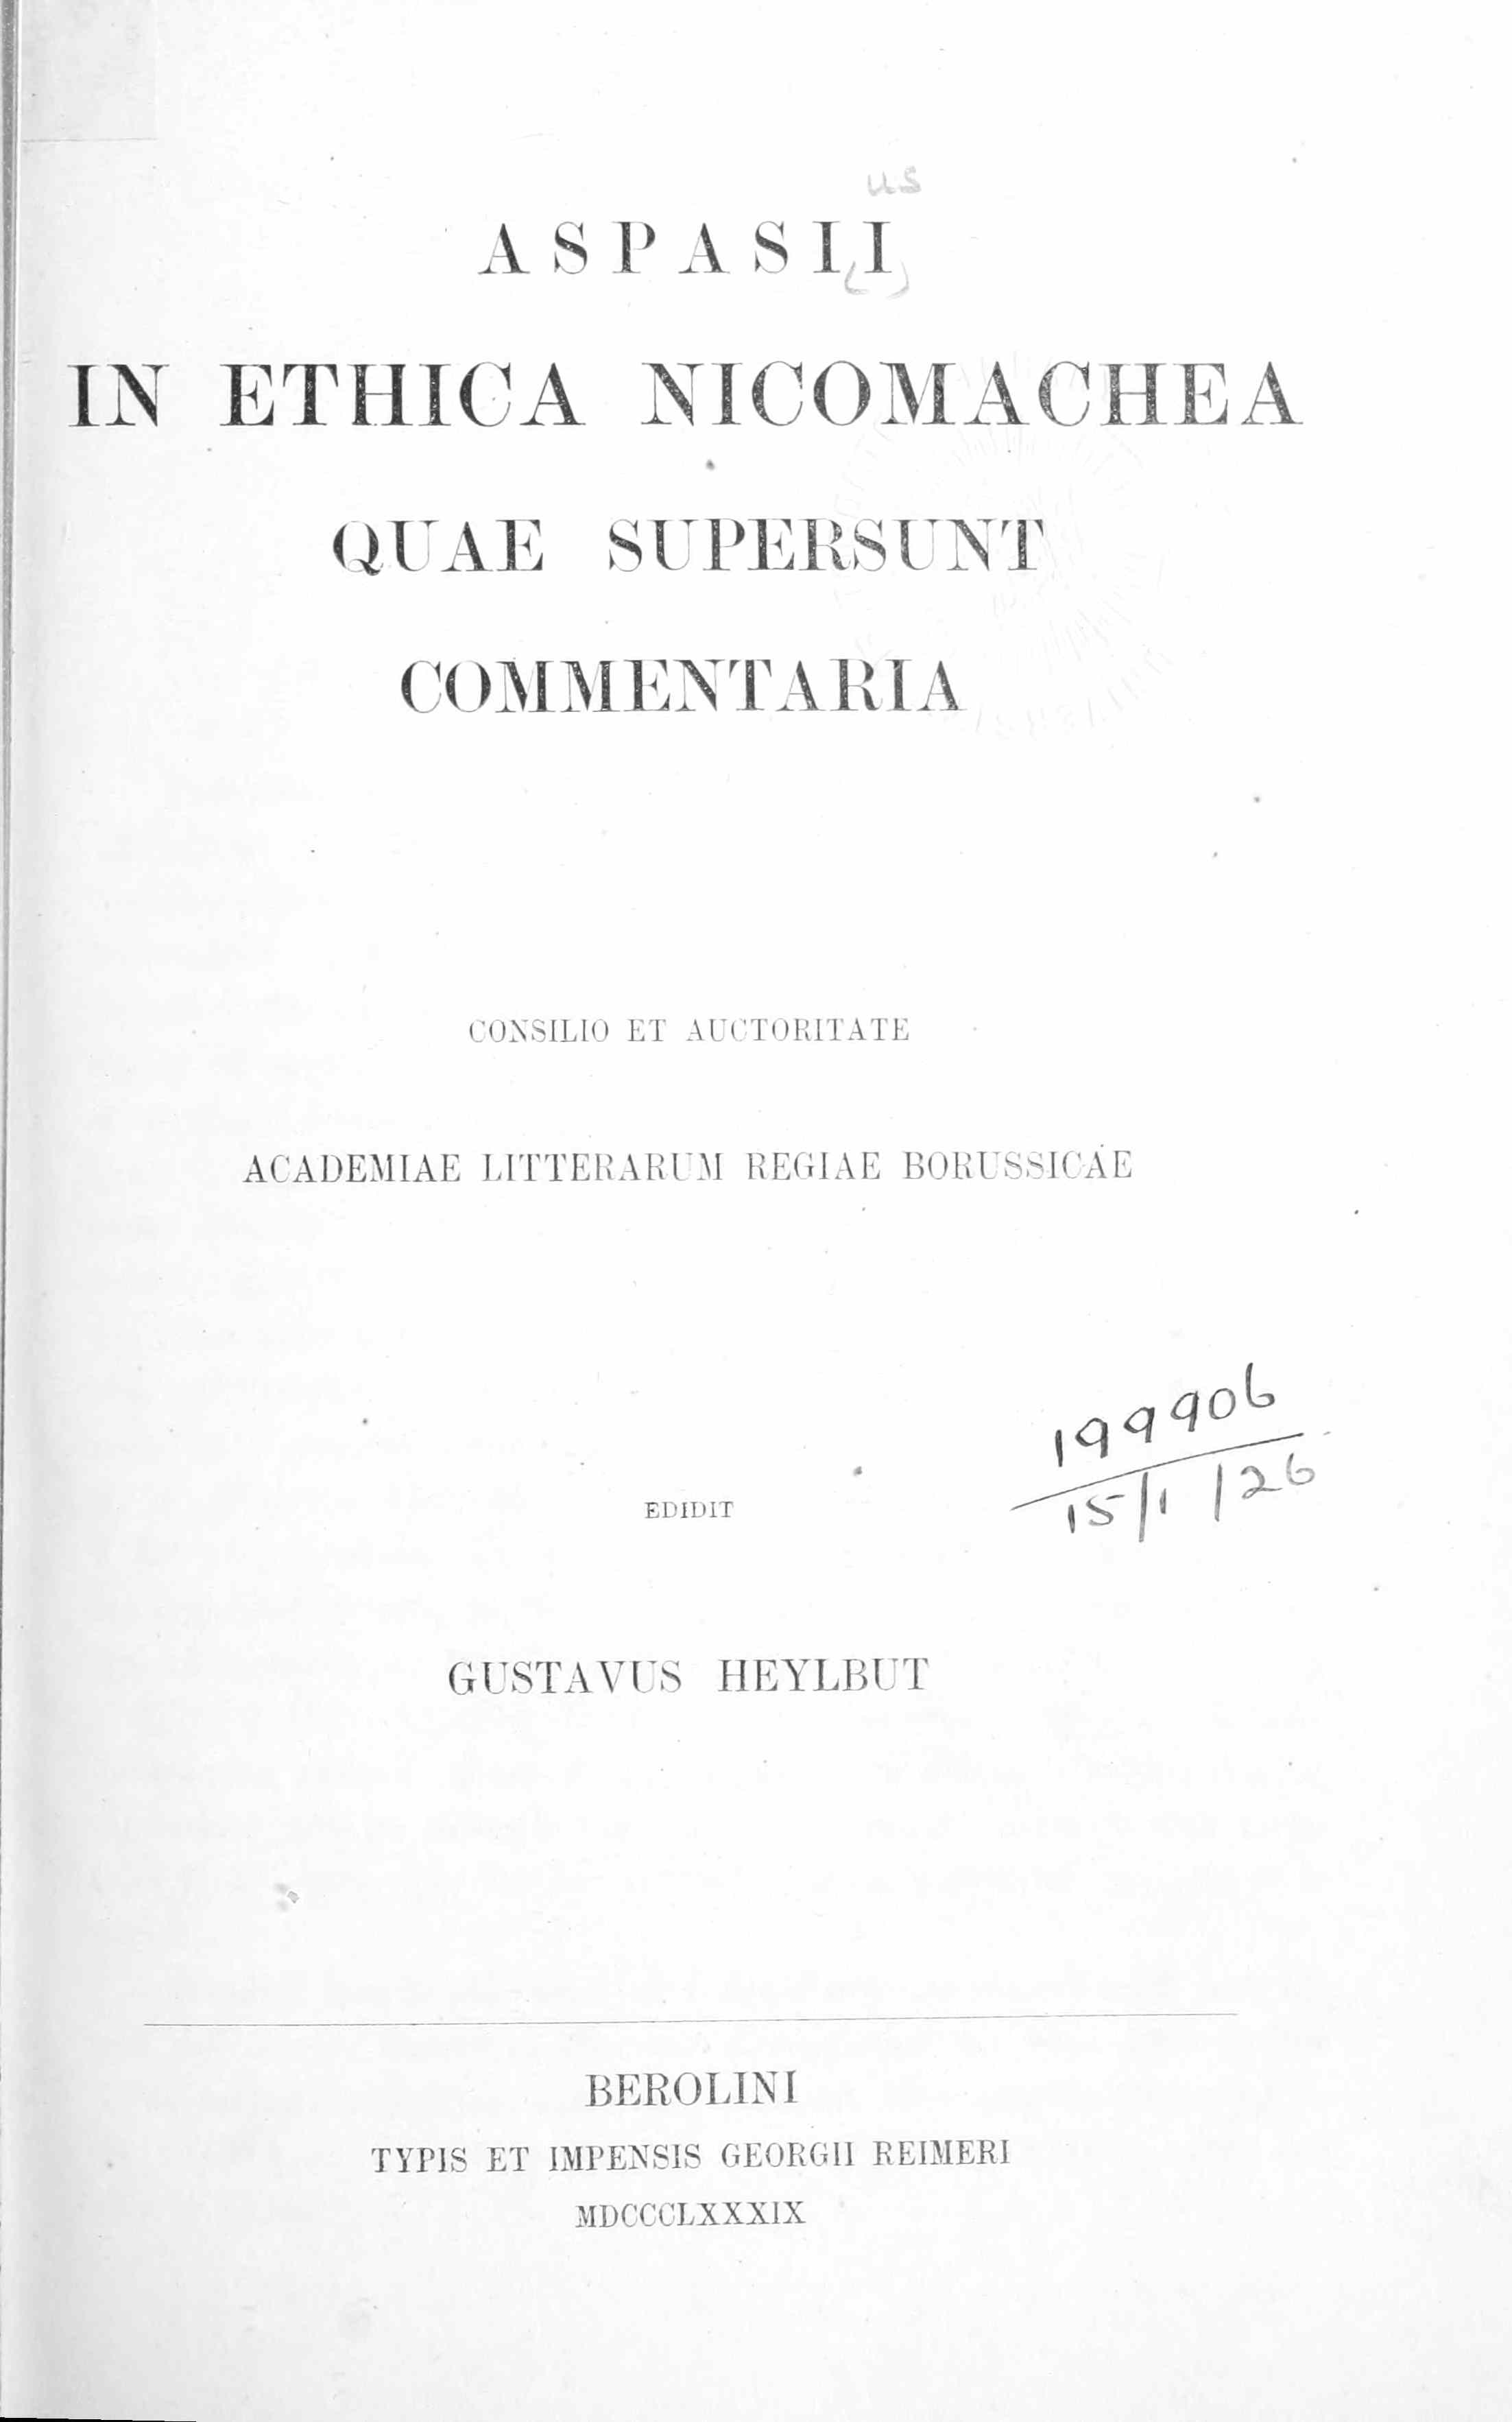 us
ASPASII
IN ETHICA NICOMACHEA
QUAE SUPERSUNT
COMMENTARIA
CONSILIO ET AUCTORITATE
ACADEMIAE LITTERARUM REGIAE BORUSSICAE
199906
15/1/26
EDIDIT
GUSTAVUS HEYLBUT
BEROLINI
TYPIS ET IMPENSIS GEORGII REIMERI
MDCCCLXXXIX